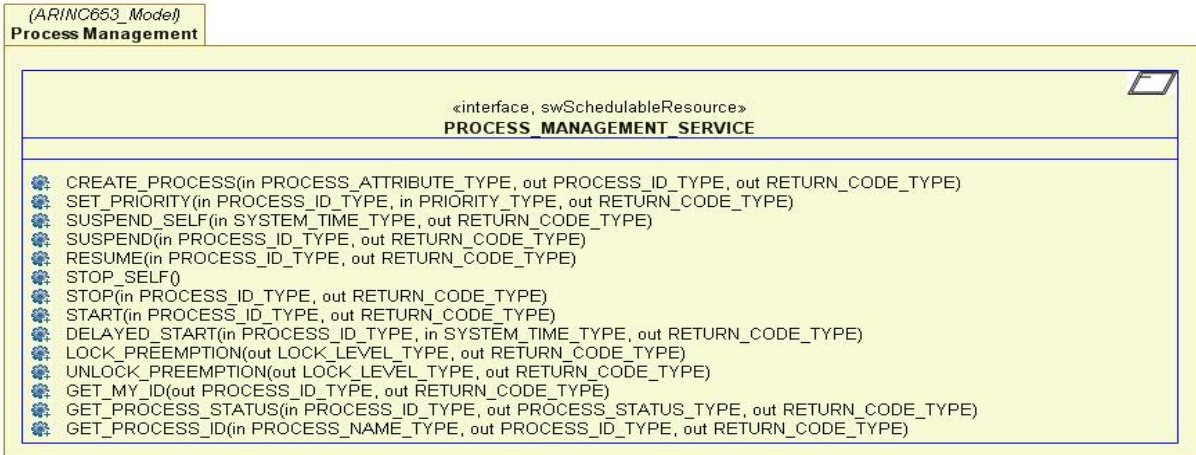 (ARINC653_Model)
Process Management
«interface, swSchedulableResource»
PROCESS_MANAGEMENT_SERVICE
CREATE_PROCESS(in PROCESS_ATTRIBUTE_TYPE, out PROCESS_ID_TYPE, out RETURN_CODE_TYPE)
SET_PRIORITY(in PROCESS_ID_TYPE, in PRIORITY_TYPE, out RETURN_CODE_TYPE)
SUSPEND_SELF(in SYSTEM_TIME_TYPE, out RETURN_CODE_TYPE)
SUSPEND(in PROCESS_ID_TYPE, out RETURN_CODE_TYPE)
RESUME(in PROCESS_ID_TYPE, out RETURN_CODE_TYPE)
STOP_SELF()
STOP(in PROCESS_ID_TYPE, out RETURN_CODE_TYPE)
START(in PROCESS_ID_TYPE, out RETURN_CODE_TYPE)
DELAYED_START(in PROCESS_ID_TYPE, in SYSTEM_TIME_TYPE, out RETURN_CODE_TYPE)
LOCK_PREEMPTION(out LOCK_LEVEL_TYPE, out RETURN_CODE_TYPE)
UNLOCK_PREEMPTION(out LOCK_LEVEL_TYPE, out RETURN_CODE_TYPE)
GET_MY_ID(out PROCESS_ID_TYPE, out RETURN_CODE_TYPE)
GET_PROCESS_STATUS(in PROCESS_ID_TYPE, out PROCESS_STATUS_TYPE, out RETURN_CODE_TYPE)
GET_PROCESS_ID(in PROCESS_NAME_TYPE, out PROCESS_ID_TYPE, out RETURN_CODE_TYPE)